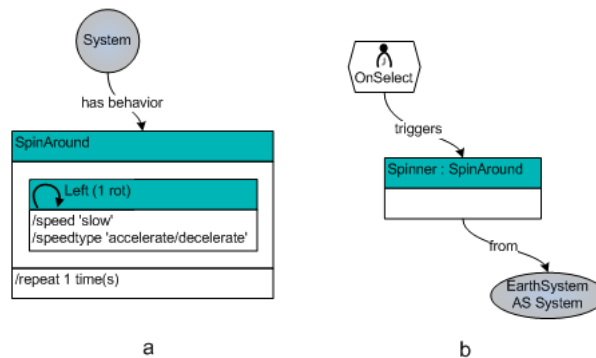 System
has behavior
SpinAround
Left (1 rot)
/speed 'slow'
/speedtype 'accelerate/decelerate'
/repeat 1 time(s)
a
OnSelect
triggers
Spinner : SpinAround
from
EarthSystem
AS System
b